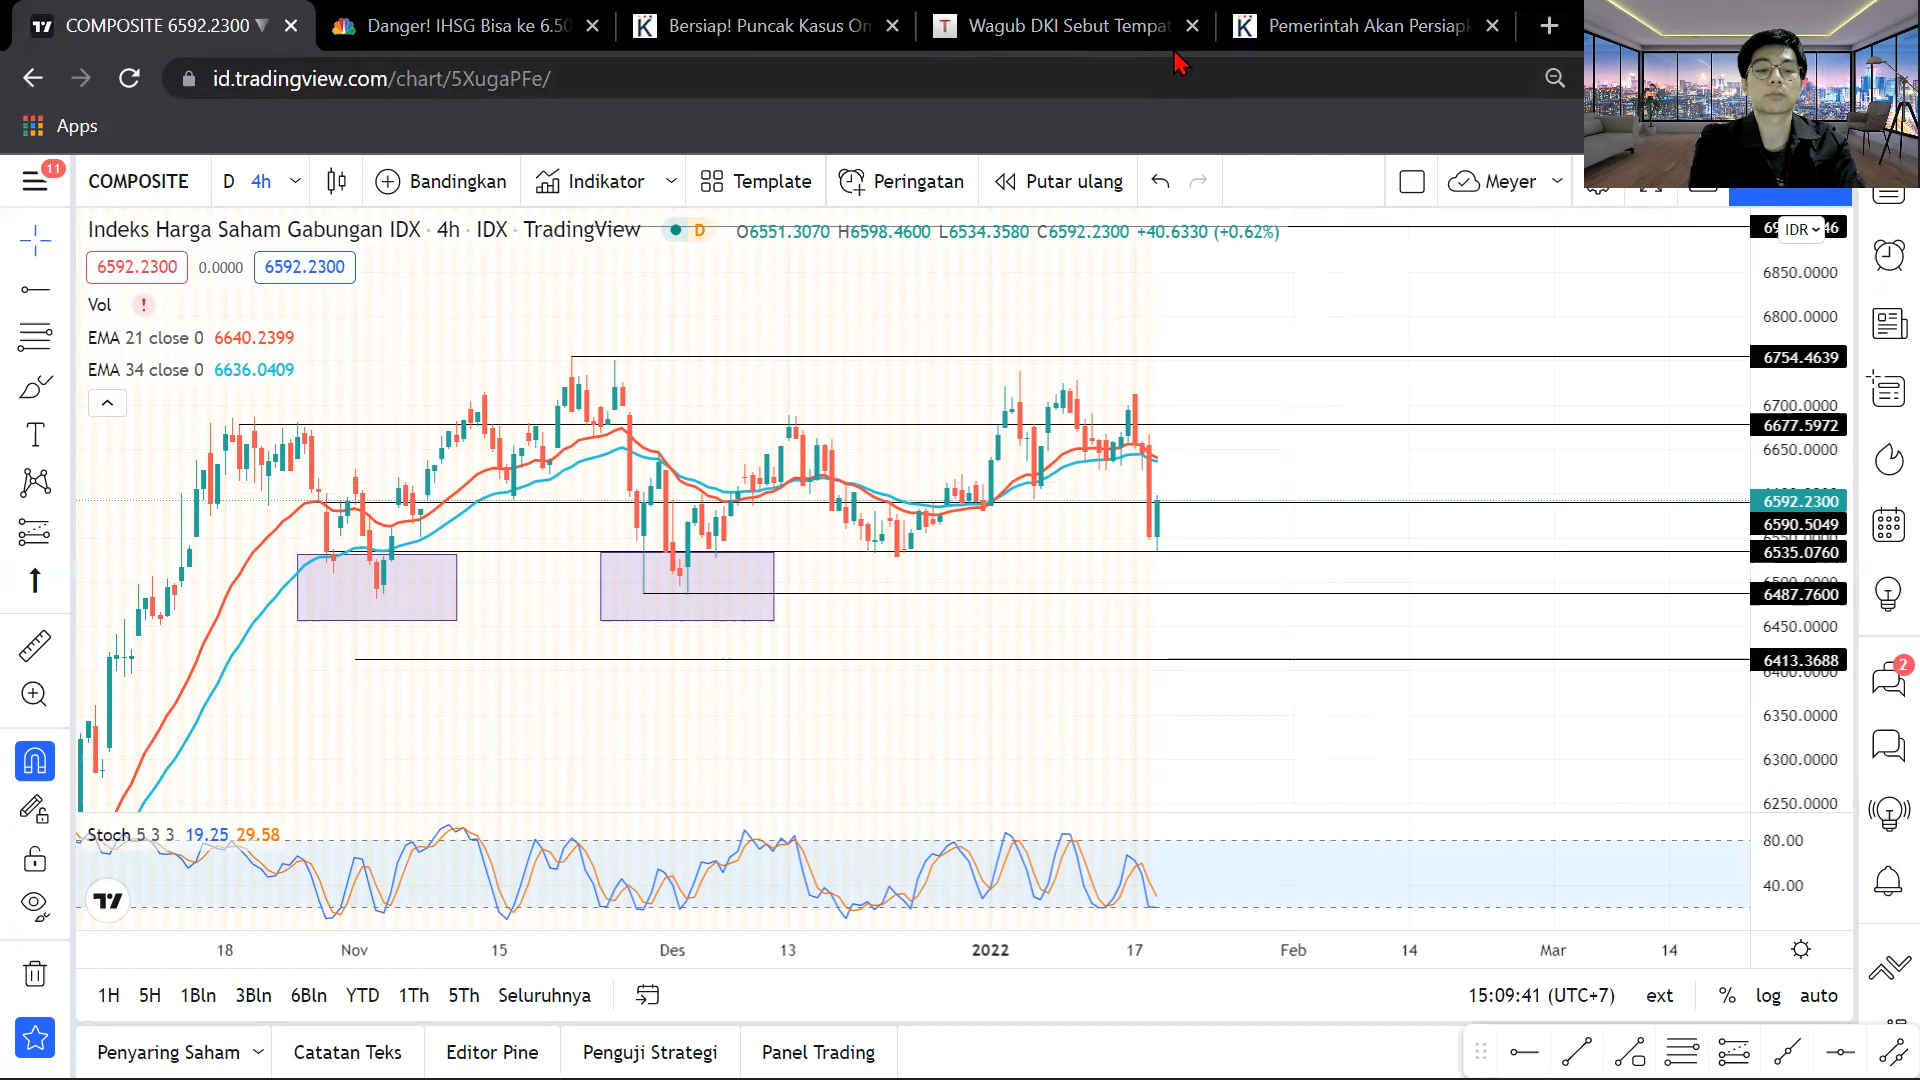 COMPOSITE 6592.2300
Danger! IHSG Bisa ke 6.50
Bersiap! Puncak Kasus Om
Wagub DKI Sebut Tempat
Pemerintah Akan Persiapk
id.tradingview.com/chart/5XugaPFe/
Apps
11
COMPOSITE
D
4h
Bandingkan
Indikator
Template
Peringatan
Putar ulang
Meyer
Indeks Harga Saham Gabungan IDX · 4h · IDX · TradingView
D
O6551.3070 H6598.4600 L6534.3580 C6592.2300 +40.6330 (+0.62%)
IDR
6592.2300
0.0000
6592.2300
Vol !
EMA 21 close 0 6640.2399
EMA 34 close 0 6636.0409
6850.0000
6800.0000
6754.4639
6700.0000
6677.5972
6650.0000
6592.2300
6590.5049
6535.0760
6487.7600
6450.0000
6413.3688
6400.0000
6350.0000
6300.0000
6250.0000
2
Stoch 5 3 3 19.25 29.58
80.00
40.00
18
Nov
15
Des
13
2022
17
Feb
14
Mar
14
1H
5H
1Bln
3Bln
6Bln
YTD
1Th
5Th
Seluruhnya
15:09:41 (UTC+7)
ext
%
log
auto
Penyaring Saham
Catatan Teks
Editor Pine
Penguji Strategi
Panel Trading